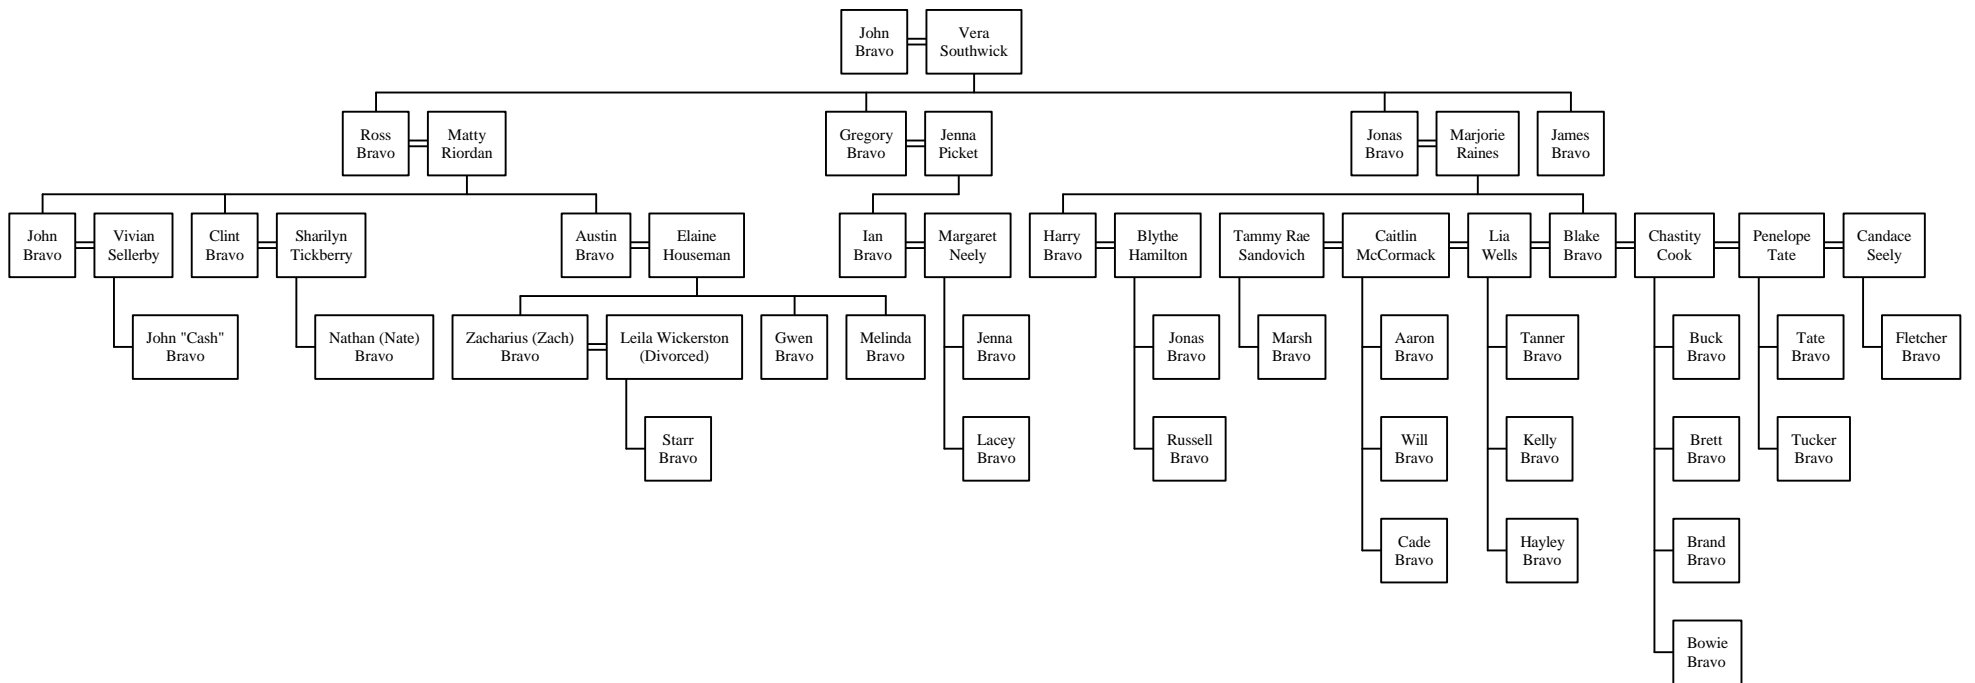 John
Bravo
Vera
Southwick
Ross
Bravo
Matty
Riordan
Gregory
Bravo
Jenna
Picket
Jonas
Bravo
Marjorie
Raines
James
Bravo
John
Bravo
Vivian
Sellerby
Clint
Bravo
Sharilyn
Tickberry
Austin
Bravo
Elaine
Houseman
Ian
Bravo
Margaret
Neely
Harry
Bravo
Blythe
Hamilton
Tammy Rae
Sandovich
Caitlin
McCormack
Lia
Wells
Blake
Bravo
Chastity
Cook
Penelope
Tate
Candace
Seely
John "Cash"
Bravo
Nathan (Nate)
Bravo
Zacharius (Zach)
Bravo
Leila Wickerston
(Divorced)
Gwen
Bravo
Melinda
Bravo
Jenna
Bravo
Jonas
Bravo
Marsh
Bravo
Aaron
Bravo
Tanner
Bravo
Buck
Bravo
Tate
Bravo
Fletcher
Bravo
Starr
Bravo
Lacey
Bravo
Russell
Bravo
Will
Bravo
Kelly
Bravo
Brett
Bravo
Tucker
Bravo
Cade
Bravo
Hayley
Bravo
Brand
Bravo
Bowie
Bravo